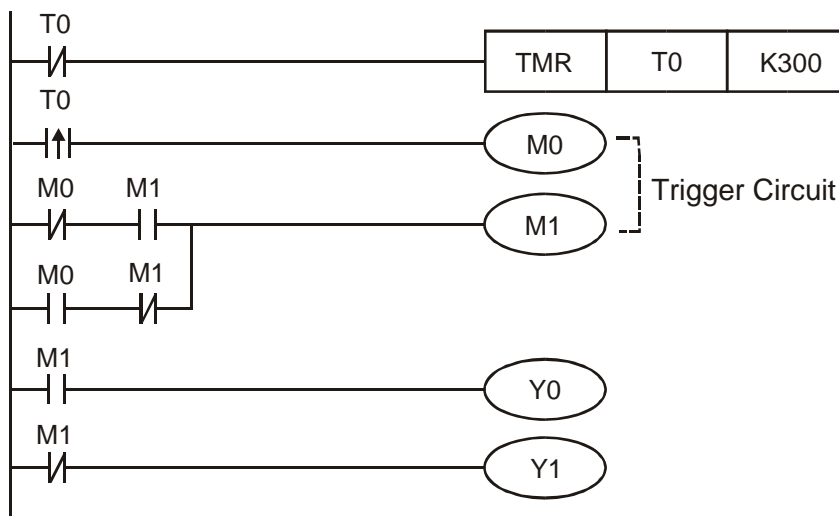 T0
TMR T0 K300
T0
M0
Trigger Circuit
M0 M1
M1
M0 M1
M1
Y0
M1
Y1